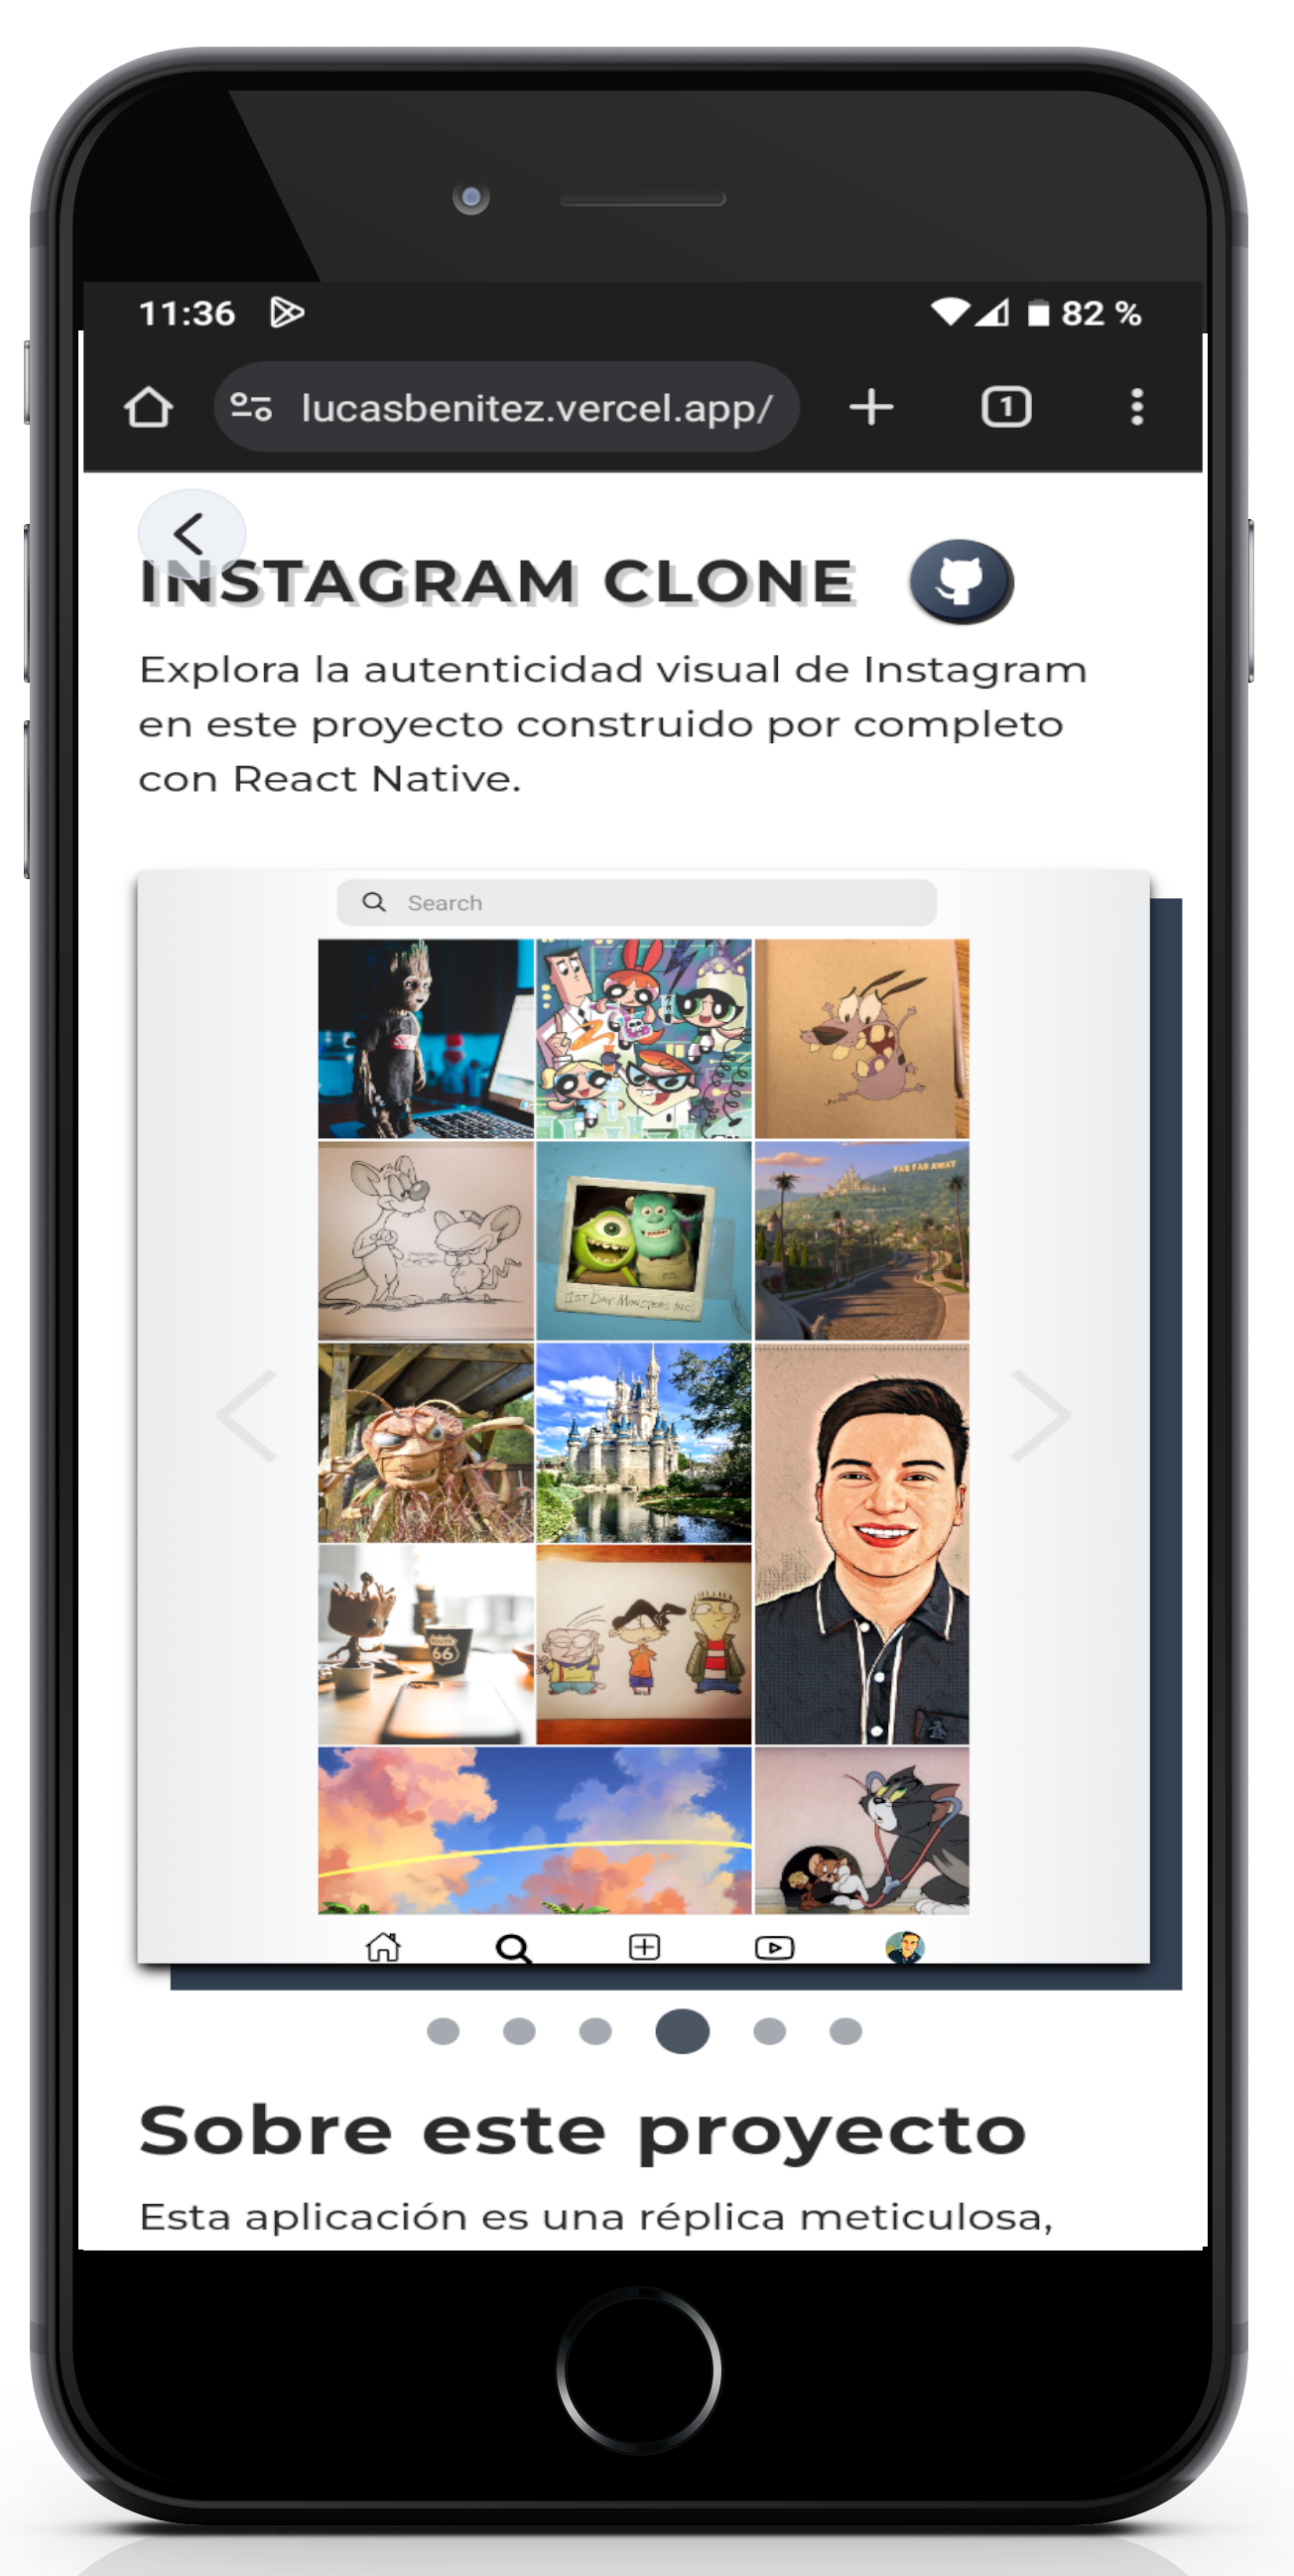 11:36
82 %
lucasbenitez.vercel.app/
1
INSTAGRAM CLONE
Explora la autenticidad visual de Instagram
en este proyecto construido por completo
con React Native.
Search
FAR FAR AWAY
1ST DAY MONSTERS INC.
ROUTE
66
Sobre este proyecto
Esta aplicación es una réplica meticulosa,